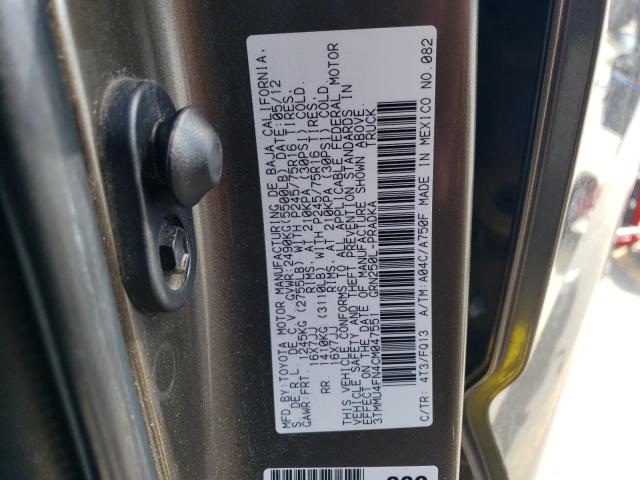 MFD.BY:TOYOTA MOTOR MANUFACTURING DE BAJA CALIFORNIA,
S. DE R. L. DE C. V. GVWR:2490KG(5500LB) DATE:05/12
GAWR:FRT. 1245KG (2755LB) WITH P245/75R16 TIRES,
16X7JJ RIMS, AT 210KPA (30PSI) COLD.
RR. 1410KG (3110LB) WITH P245/75R16 TIRES,
16X7JJ RIMS, AT 210KPA (30PSI) COLD.
THIS VEHICLE CONFORMS TO ALL APPLICABLE FEDERAL MOTOR
VEHICLE SAFETY AND THEFT PREVENTION STANDARDS IN
EFFECT ON THE DATE OF MANUFACTURE SHOWN ABOVE.
3TMMU4FN4CM047551 GRN250L-PRADKA TRUCK
C/TR: 4T3/FQ13 A/TM:A04C/A750F MADE IN MEXICO NO.082